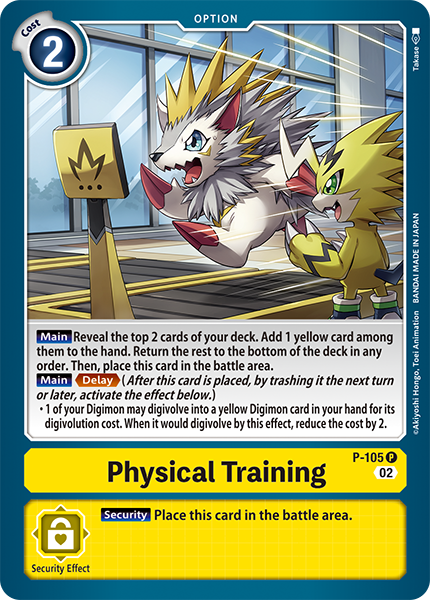 OPTION
Cost
2
Takase
©Akiyoshi Hongo, Toei Animation BANDAI MADE IN JAPAN
Main Reveal the top 2 cards of your deck. Add 1 yellow card among
them to the hand. Return the rest to the bottom of the deck in any
order. Then, place this card in the battle area.
Main Delay (After this card is placed, by trashing it the next turn
or later, activate the effect below.)
・1 of your Digimon may digivolve into a yellow Digimon card in your hand for its
digivolution cost. When it would digivolve by this effect, reduce the cost by 2.
P-105 P
Physical Training
02
Security Place this card in the battle area.
Security Effect